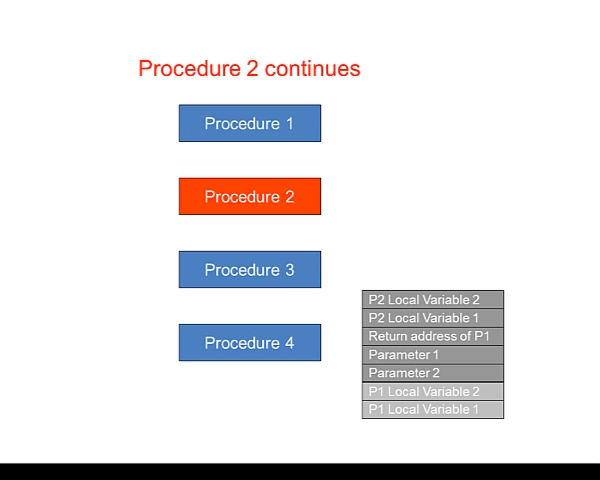 Procedure 2 continues
Procedure 1
Procedure 2
Procedure 3
Procedure 4
P2 Local Variable 2
P2 Local Variable 1
Return address of P1
Parameter 1
Parameter 2
P1 Local Variable 2
P1 Local Variable 1